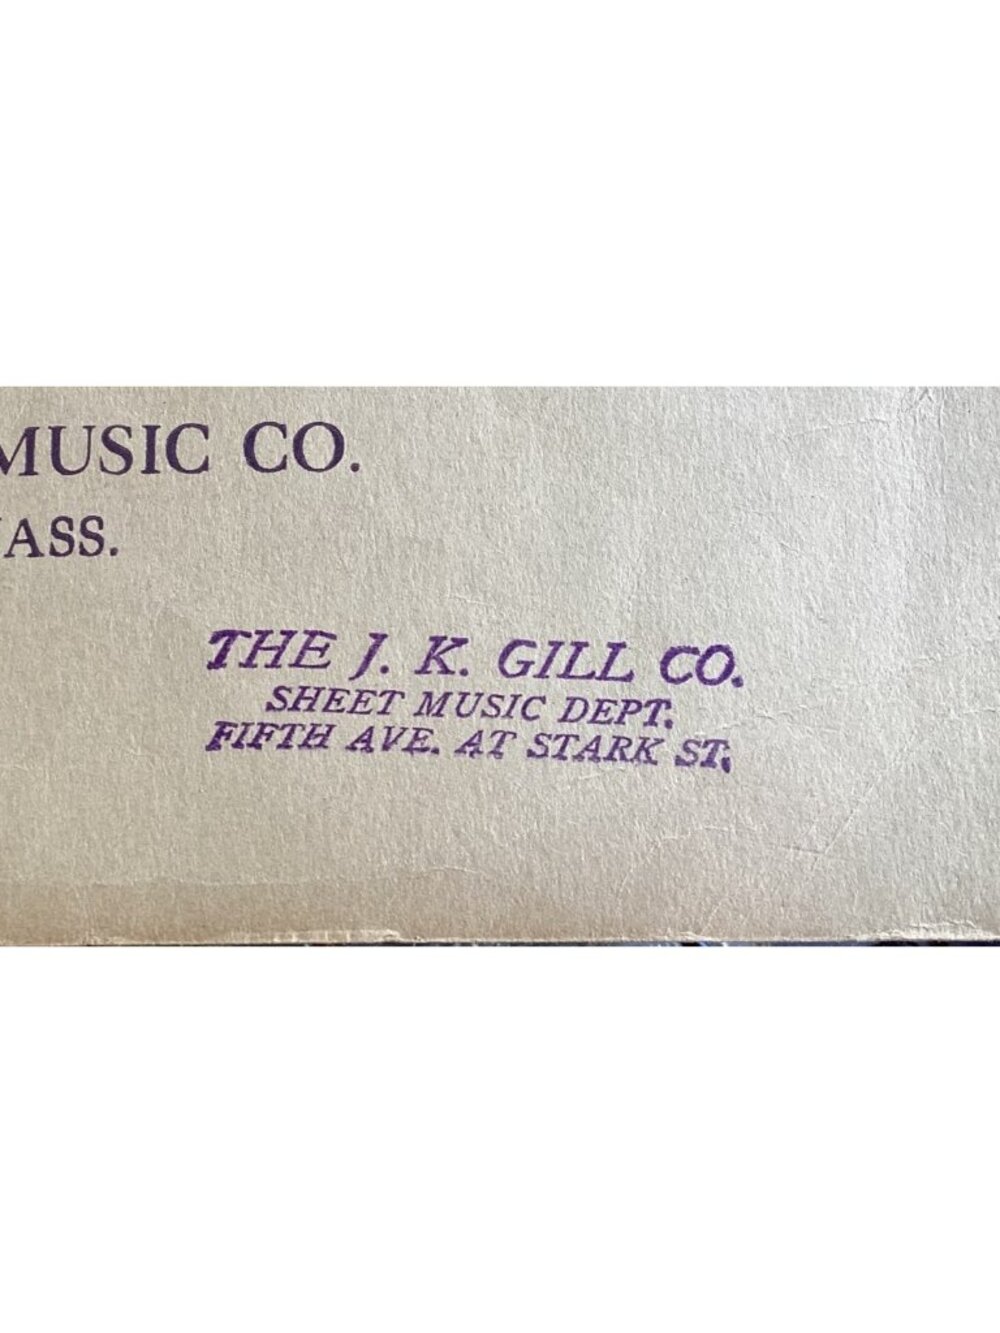 MUSIC CO.
ASS.
THE J. K. GILL CO.
SHEET MUSIC DEPT.
FIFTH AVE. AT STARK ST.